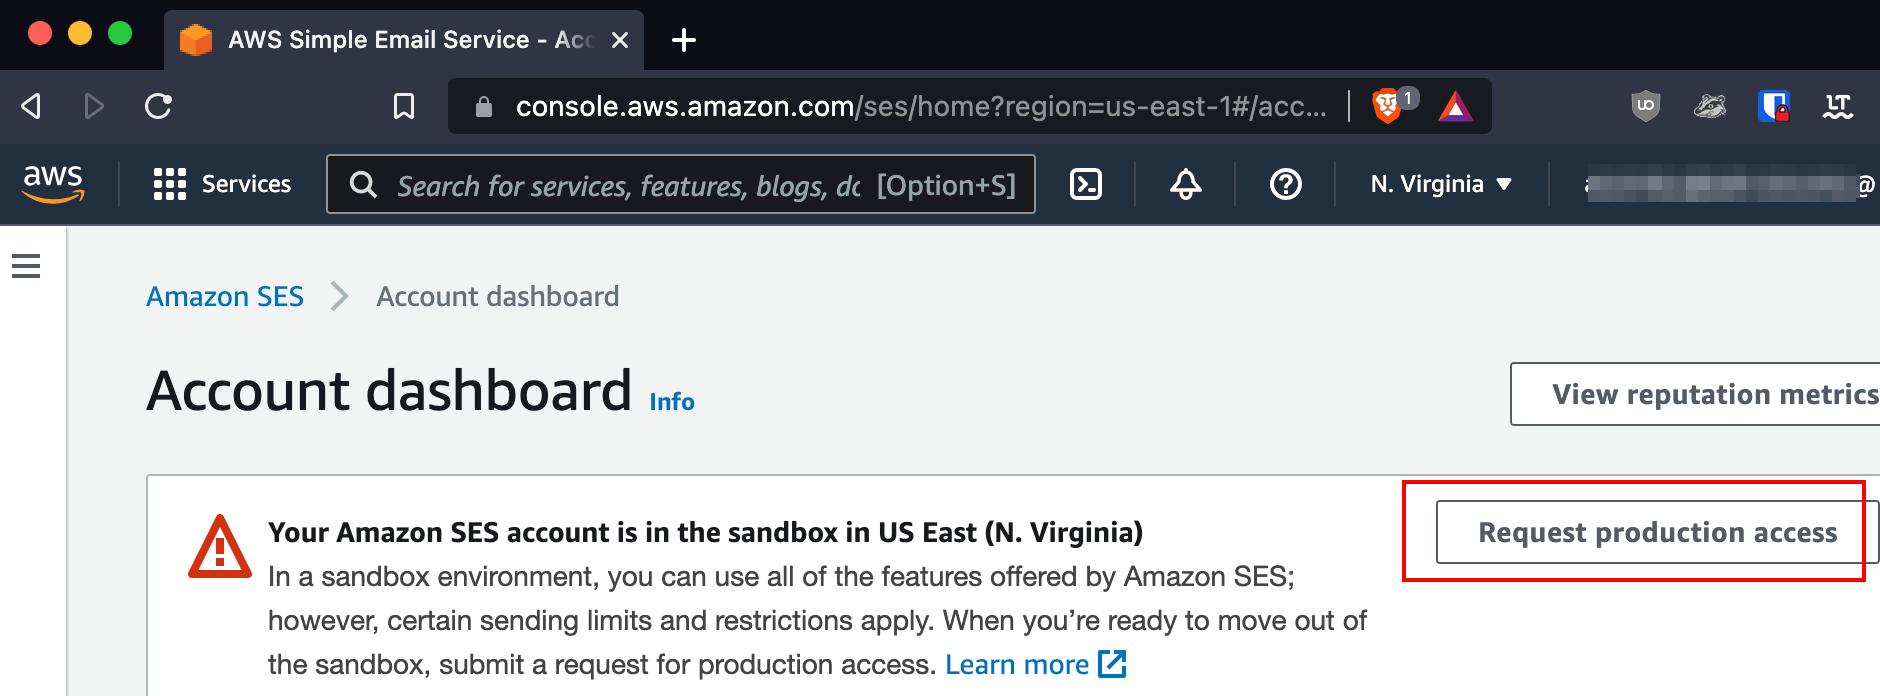 AWS Simple Email Service - Acc
console.aws.amazon.com/ses/home?region=us-east-1#/acc...
1
UO
LT
aws
Services
Search for services, features, blogs, dc [Option+S]
N. Virginia
@
Amazon SES
Account dashboard
Account dashboard Info
View reputation metrics
Your Amazon SES account is in the sandbox in US East (N. Virginia)
Request production access
In a sandbox environment, you can use all of the features offered by Amazon SES;
however, certain sending limits and restrictions apply. When you’re ready to move out of
the sandbox, submit a request for production access. Learn more